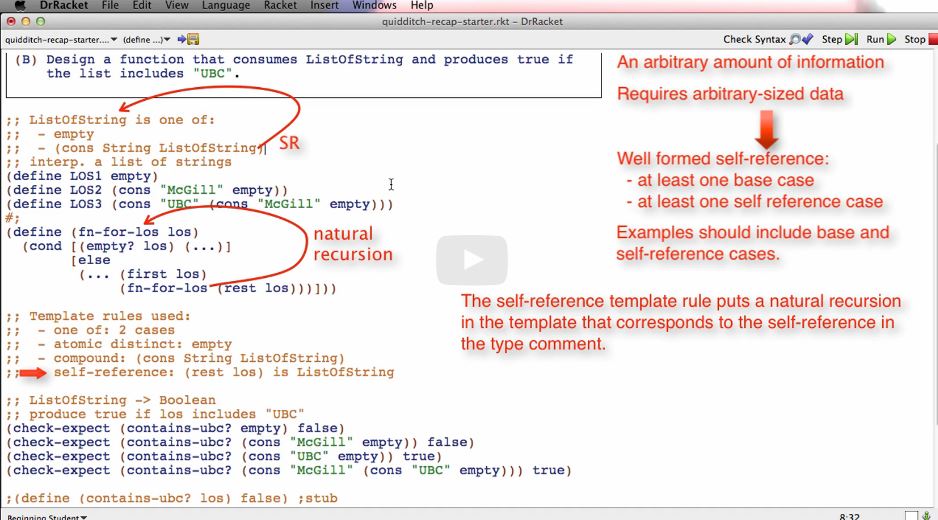 DrRacket File Edit View Language Racket Insert Windows Help
quidditch-recap-starter.rkt - DrRacket
quidditch-recap-starter.... (define ...) Check Syntax Step Run Stop
(B) Design a function that consumes ListOfString and produces true if
the list includes "UBC".
;; ListOfString is one of:
;;  - empty
;;  - (cons String ListOfString)
;; interp. a list of strings
(define LOS1 empty)
(define LOS2 (cons "McGill" empty))
(define LOS3 (cons "UBC" (cons "McGill" empty)))
#;
(define (fn-for-los los)
(cond [(empty? los) (...)]
[else
(... (first los)
(fn-for-los (rest los)))]))
SR
natural
recursion
;; Template rules used:
;;  - one of: 2 cases
;;  - atomic distinct: empty
;;  - compound: (cons String ListOfString)
;; self-reference: (rest los) is ListOfString
;; ListOfString -> Boolean
;; produce true if los includes "UBC"
(check-expect (contains-ubc? empty) false)
(check-expect (contains-ubc? (cons "McGill" empty)) false)
(check-expect (contains-ubc? (cons "UBC" empty)) true)
(check-expect (contains-ubc? (cons "McGill" (cons "UBC" empty))) true)
;(define (contains-ubc? los) false) ;stub
An arbitrary amount of information
Requires arbitrary-sized data
Well formed self-reference:
- at least one base case
- at least one self reference case
Examples should include base and
self-reference cases.
The self-reference template rule puts a natural recursion
in the template that corresponds to the self-reference in
the type comment.
Beginning Student 8:32